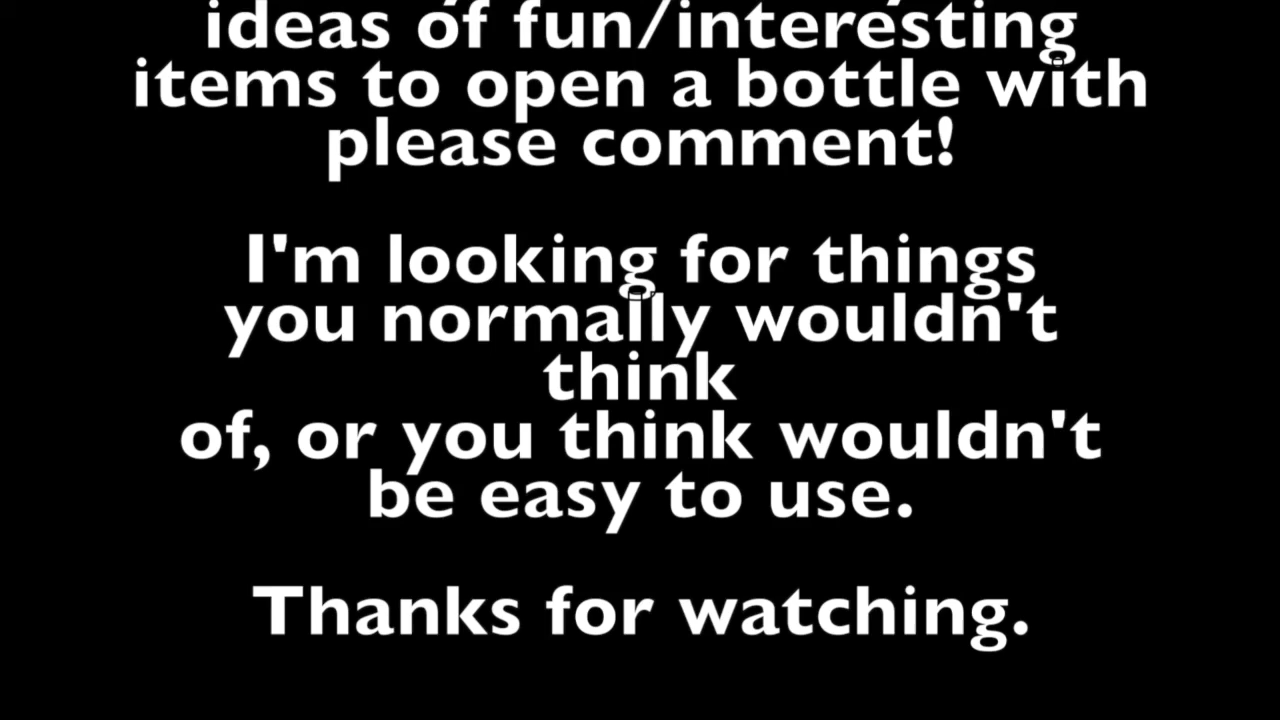 ideas of fun/interesting
items to open a bottle with
please comment!
I'm looking for things
you normally wouldn't
think
of, or you think wouldn't
be easy to use.
Thanks for watching.